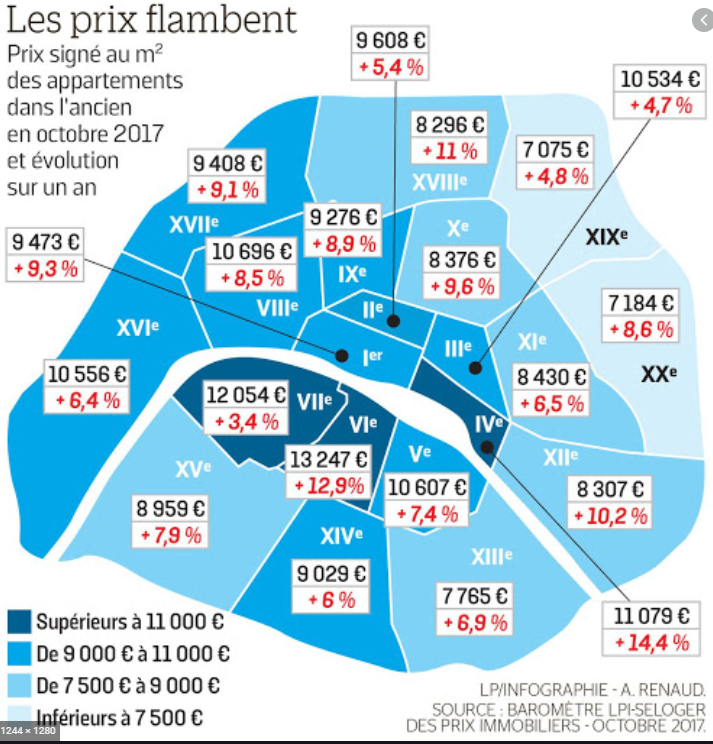 Les prix flambent
Prix signé au m²
des appartements
dans l'ancien
en octobre 2017
et évolution
sur un an
9 608 €
+ 5,4 %
10 534 €
+ 4,7 %
8 296 €
+ 11 %
XVIIIe
7 075 €
+ 4,8 %
XIXe
9 408 €
+ 9,1 %
XVIIe
9 276 €
+ 8,9 %
IXe
Xe
8 376 €
+ 9,6 %
9 473 €
+ 9,3 %
10 696 €
+ 8,5 %
VIIIe
IIe
Ier
IIIe
XIe
8 430 €
+ 6,5 %
7 184 €
+ 8,6 %
XXe
XVIe
10 556 €
+ 6,4 %
12 054 €
+ 3,4 %
VIIe
VIe
13 247 €
+ 12,9%
IVe
Ve
10 607 €
+ 7,4 %
XIIe
8 307 €
+ 10,2 %
XVe
8 959 €
+ 7,9 %
XIVe
9 029 €
+ 6 %
XIIIe
7 765 €
+ 6,9 %
11 079 €
+ 14,4 %
Supérieurs à 11 000 €
De 9 000 € à 11 000 €
De 7 500 € à 9 000 €
Inférieurs à 7 500 €
LP/INFOGRAPHIE - A. RENAUD.
SOURCE : BAROMÈTRE LPI-SELOGER
DES PRIX IMMOBILIERS - OCTOBRE 2017.
1244 × 1280